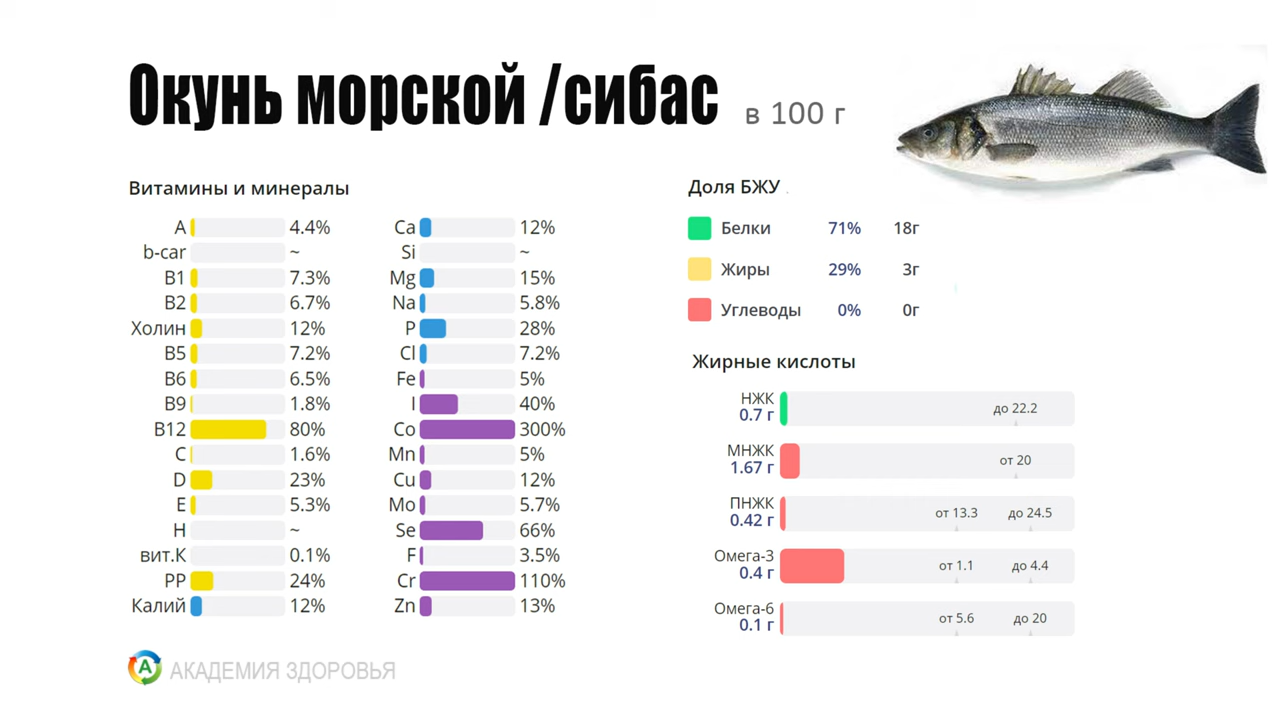 Окунь морской /сибас в 100 г
Витамины и минералы
A 4.4%
b-car ~
B1 7.3%
B2 6.7%
Холин 12%
B5 7.2%
B6 6.5%
B9 1.8%
B12 80%
C 1.6%
D 23%
E 5.3%
H ~
вит.К 0.1%
PP 24%
Калий 12%
Ca 12%
Si ~
Mg 15%
Na 5.8%
P 28%
Cl 7.2%
Fe 5%
I 40%
Co 300%
Mn 5%
Cu 12%
Mo 5.7%
Se 66%
F 3.5%
Cr 110%
Zn 13%
Доля БЖУ
Белки 71% 18г
Жиры 29% 3г
Углеводы 0% 0г
Жирные кислоты
НЖК
0.7 г
до 22.2
МНЖК
1.67 г
от 20
ПНЖК
0.42 г
от 13.3 до 24.5
Омега-3
0.4 г
от 1.1 до 4.4
Омега-6
0.1 г
от 5.6 до 20
А АКАДЕМИЯ ЗДОРОВЬЯ